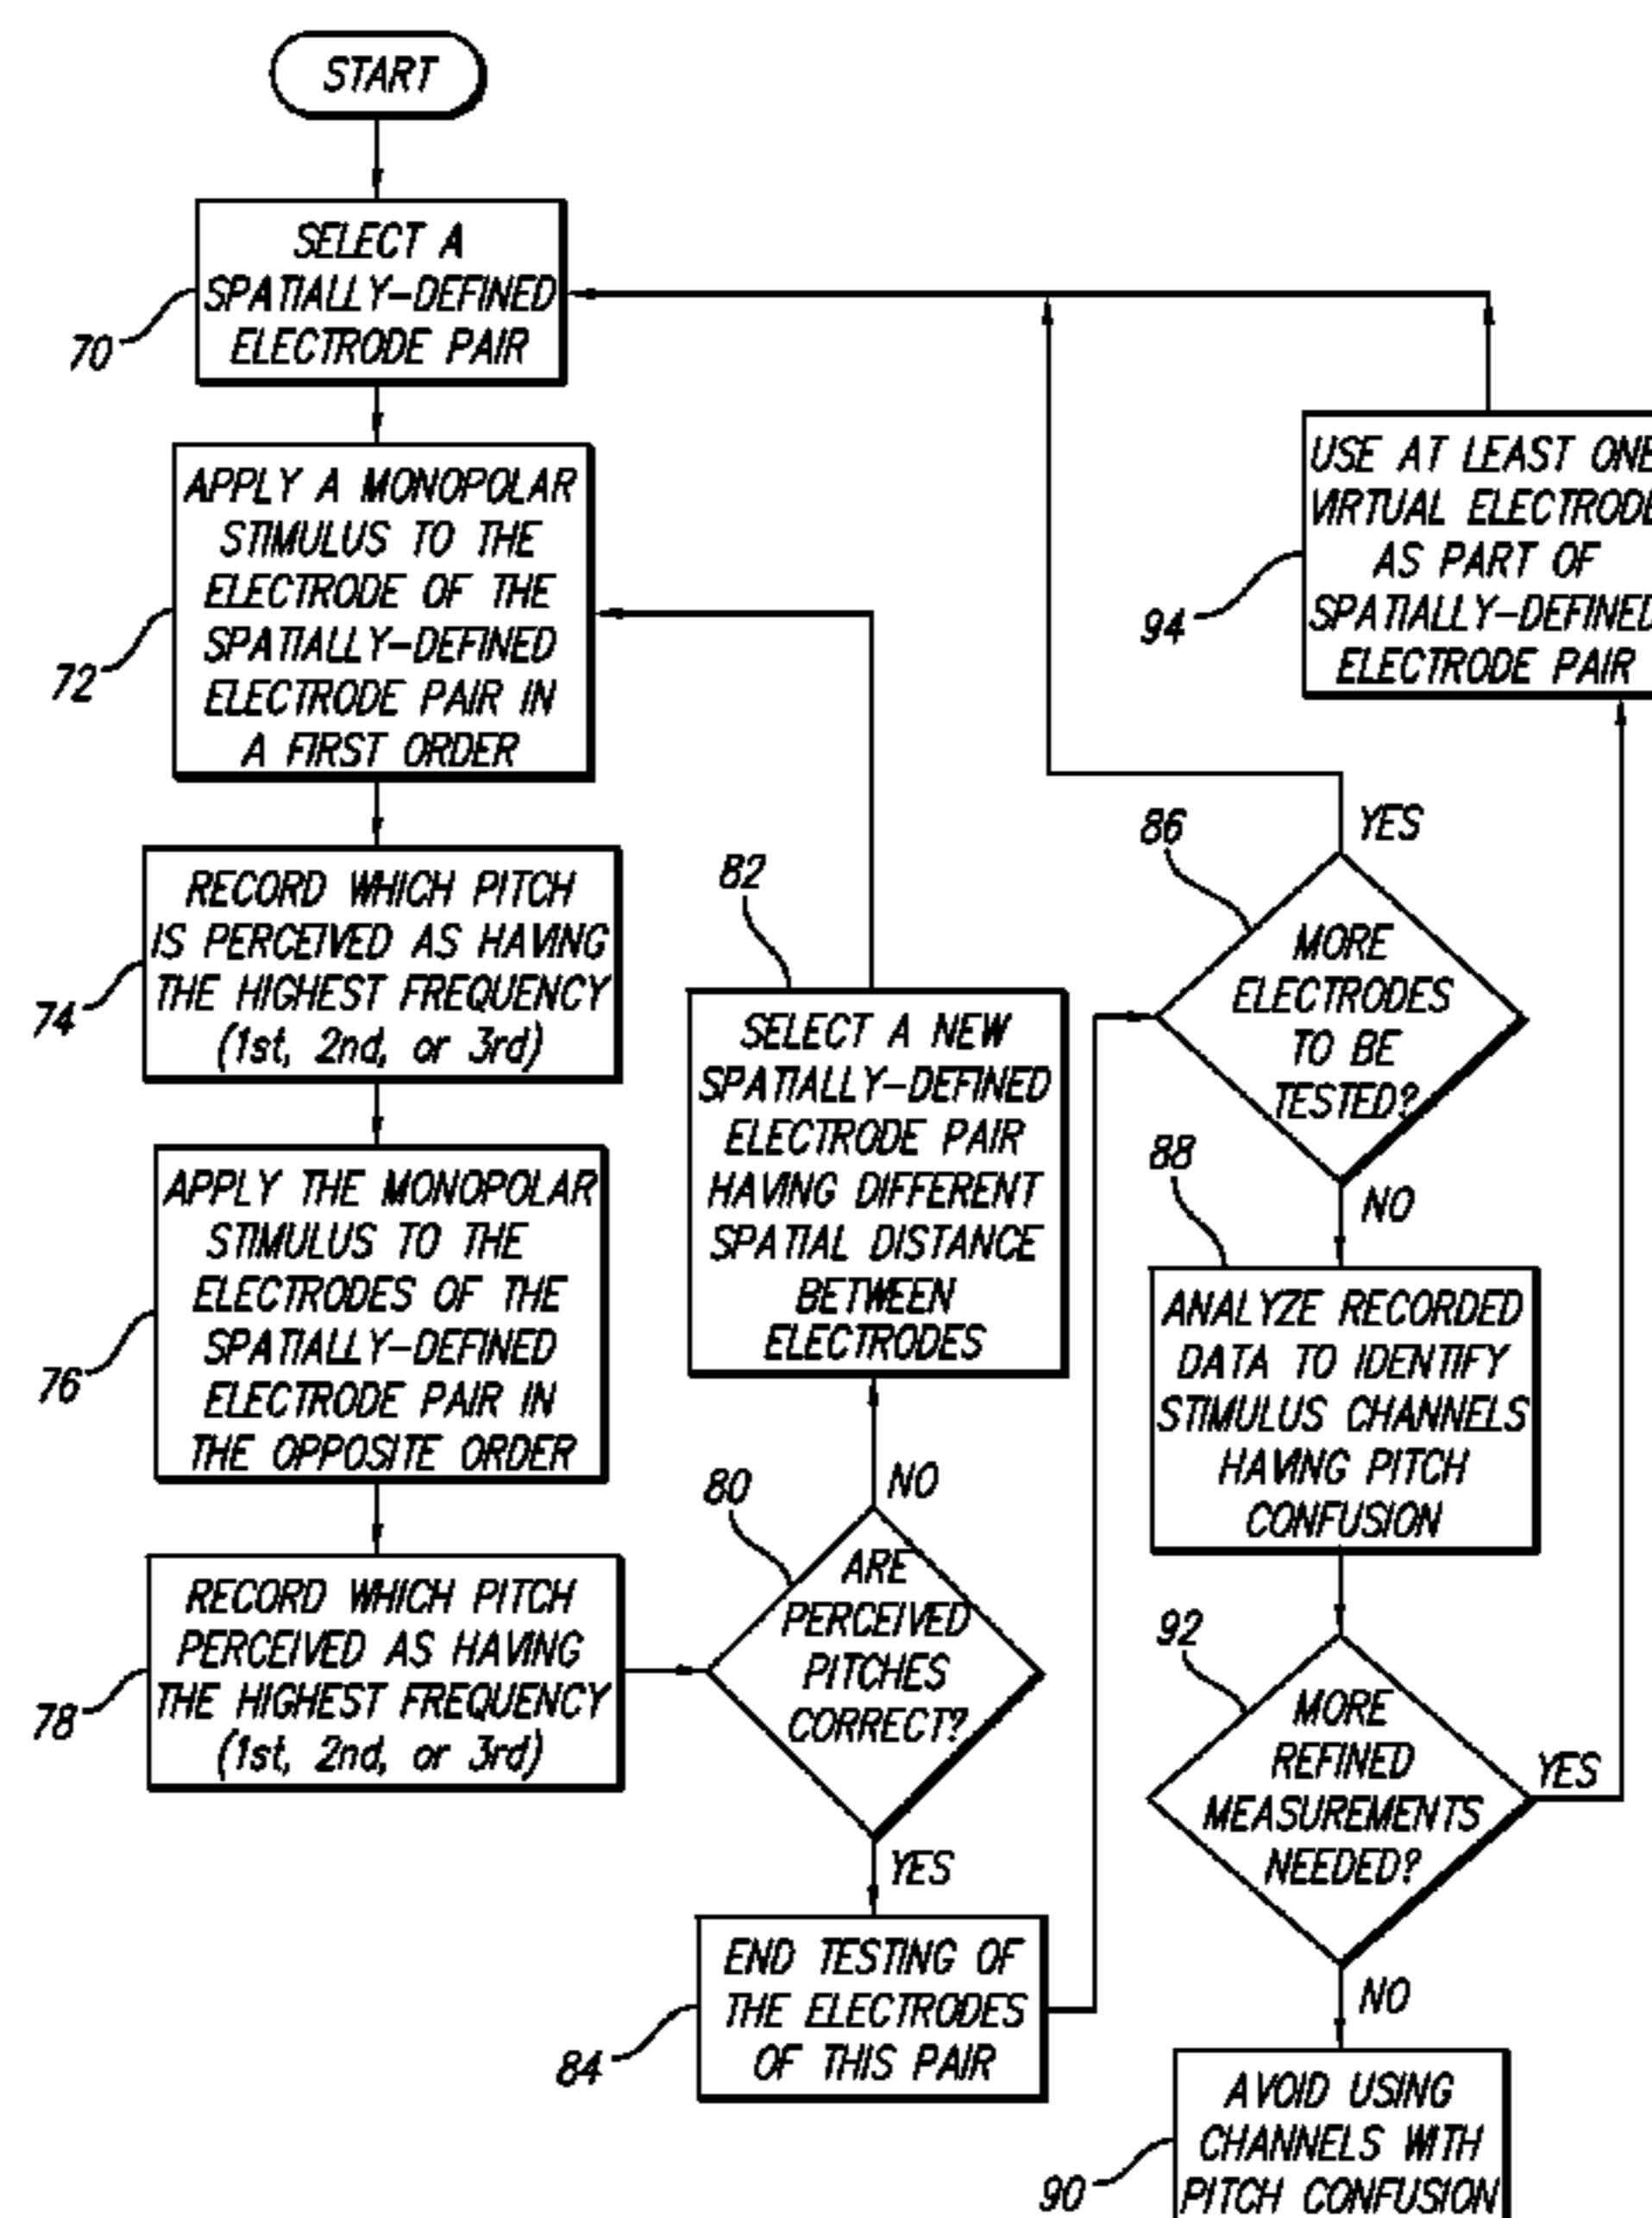 START
SELECT A
SPATIALLY-DEFINED
ELECTRODE PAIR
70
APPLY A MONOPOLAR
STIMULUS TO THE
ELECTRODE OF THE
SPATIALLY-DEFINED
ELECTRODE PAIR IN
A FIRST ORDER
72
RECORD WHICH PITCH
IS PERCEIVED AS HAVING
THE HIGHEST FREQUENCY
(1st, 2nd, or 3rd)
74
APPLY THE MONOPOLAR
STIMULUS TO THE
ELECTRODES OF THE
SPATIALLY-DEFINED
ELECTRODE PAIR IN
THE OPPOSITE ORDER
76
RECORD WHICH PITCH
PERCEIVED AS HAVING
THE HIGHEST FREQUENCY
(1st, 2nd, or 3rd)
78
80
ARE
PERCEIVED
PITCHES
CORRECT?
NO
YES
82
SELECT A NEW
SPATIALLY-DEFINED
ELECTRODE PAIR
HAVING DIFFERENT
SPATIAL DISTANCE
BETWEEN
ELECTRODES
END TESTING OF
THE ELECTRODES
OF THIS PAIR
84
86
YES
MORE
ELECTRODES
TO BE
TESTED?
NO
88
ANALYZE RECORDED
DATA TO IDENTIFY
STIMULUS CHANNELS
HAVING PITCH
CONFUSION
92
MORE
REFINED
MEASUREMENTS
NEEDED?
YES
NO
USE AT LEAST ONE
VIRTUAL ELECTRODE
AS PART OF
SPATIALLY-DEFINED
ELECTRODE PAIR
94
AVOID USING
CHANNELS WITH
PITCH CONFUSION
90